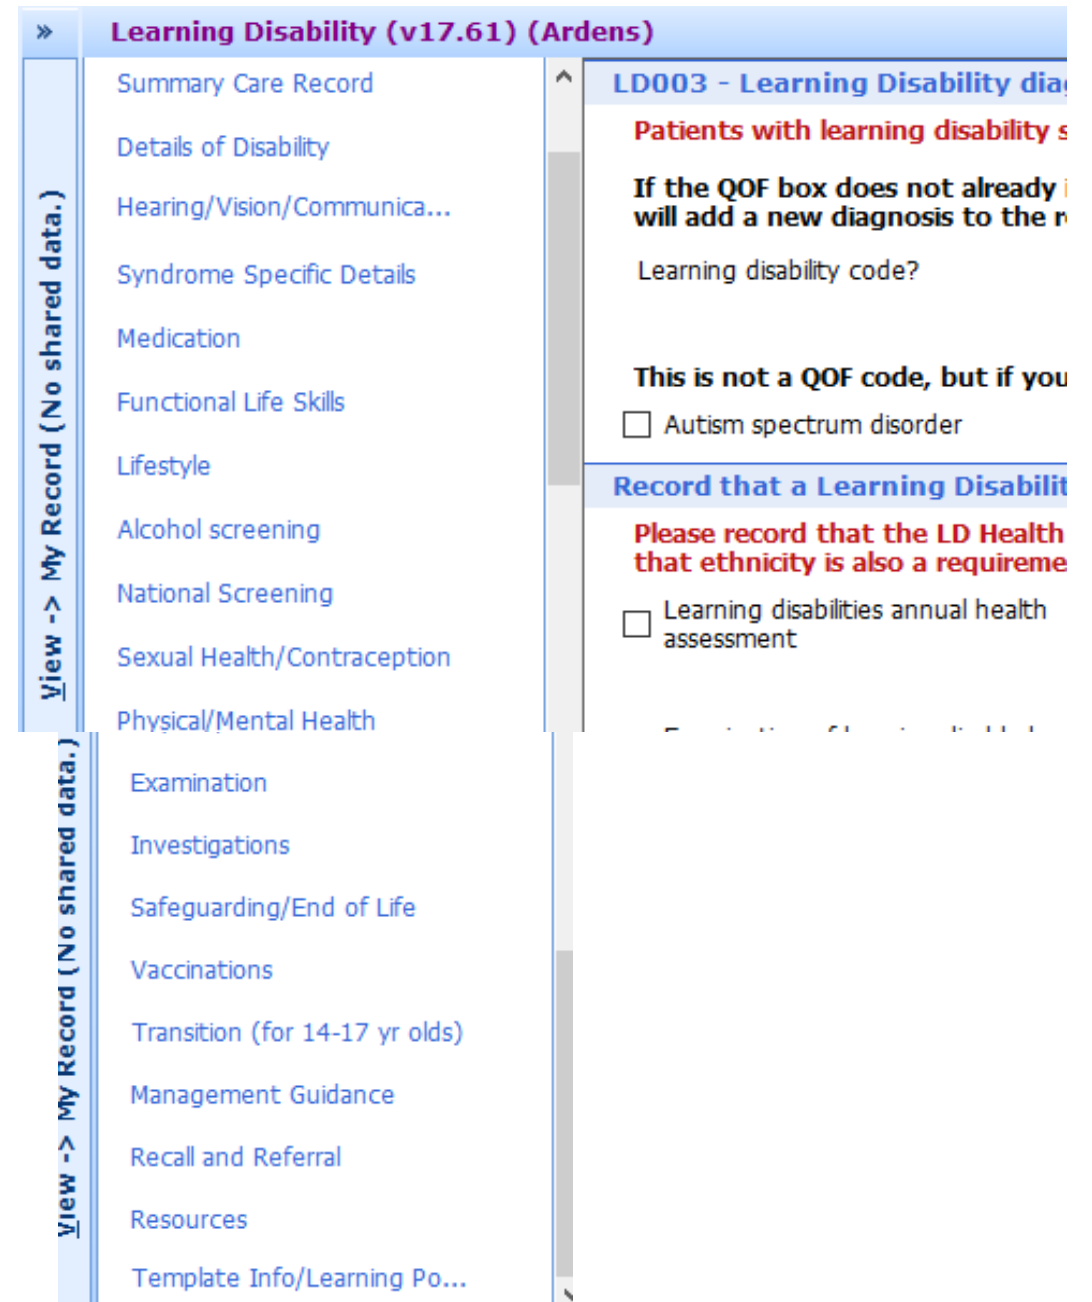 »
Learning Disability (v17.61) (Ardens)
View -> My Record (No shared data.)
Summary Care Record
Details of Disability
Hearing/Vision/Communica...
Syndrome Specific Details
Medication
Functional Life Skills
Lifestyle
Alcohol screening
National Screening
Sexual Health/Contraception
Physical/Mental Health
LD003 - Learning Disability dia
Patients with learning disability
If the QOF box does not already
will add a new diagnosis to the
Learning disability code?
This is not a QOF code, but if you
Autism spectrum disorder
Record that a Learning Disabilit
Please record that the LD Health
that ethnicity is also a requireme
Learning disabilities annual health
assessment
View -> My Record (No shared data.)
Examination
Investigations
Safeguarding/End of Life
Vaccinations
Transition (for 14-17 yr olds)
Management Guidance
Recall and Referral
Resources
Template Info/Learning Po...